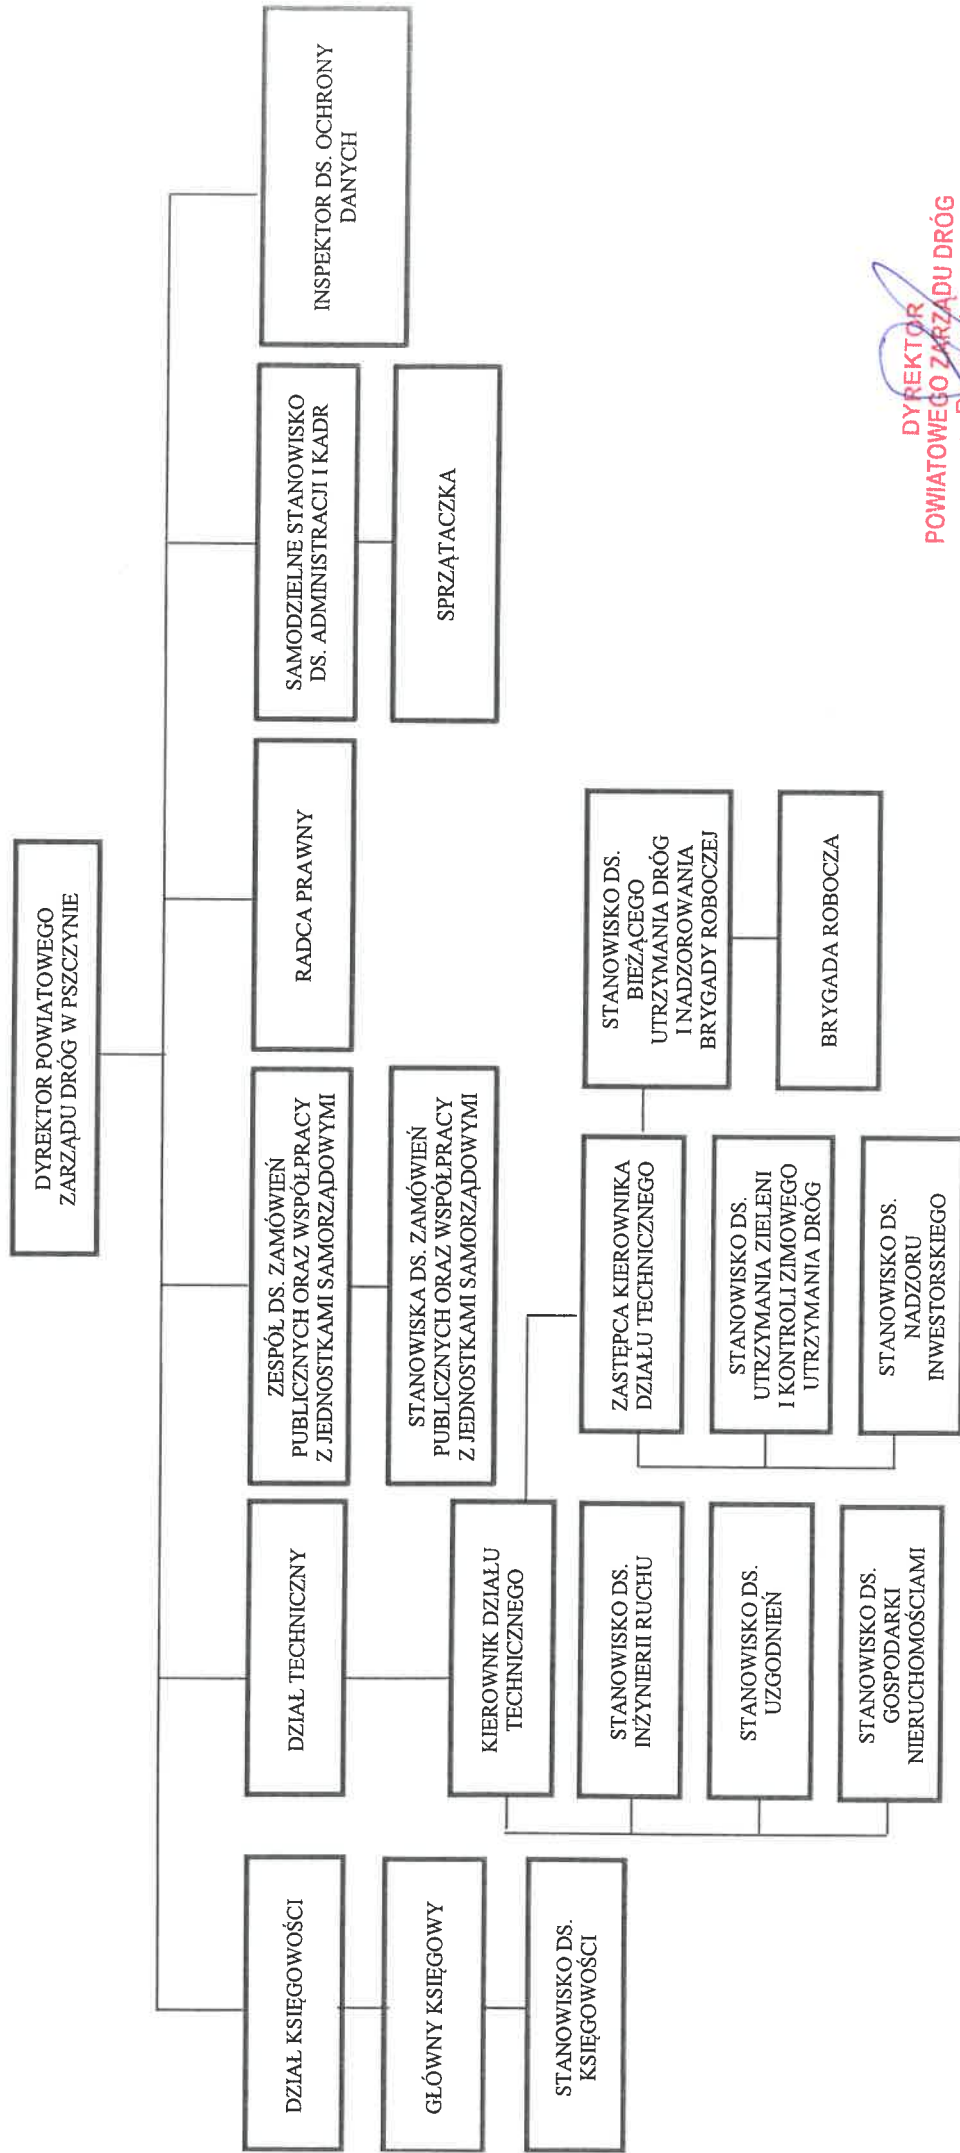 DYREKTOR POWIATOWEGO
ZARZĄDU DRÓG W PSZCZYNIE
DZIAŁ KSIĘGOWOŚCI
GŁÓWNY KSIĘGOWY
STANOWISKO DS.
KSIĘGOWOŚCI
DZIAŁ TECHNICZNY
KIEROWNIK DZIAŁU
TECHNICZNEGO
STANOWISKO DS.
INŻYNIERII RUCHU
STANOWISKO DS.
UZGODNIEŃ
STANOWISKO DS.
GOSPODARKI
NIERUCHOMOŚCIAMI
ZASTĘPCA KIEROWNIKA
DZIAŁU TECHNICZNEGO
STANOWISKO DS.
UTRZYMANIA ZIELENI
I KONTROLI ZIMOWEGO
UTRZYMANIA DRÓG
STANOWISKO DS.
NADZORU
INWESTORSKIEGO
STANOWISKO DS.
BIEŻĄCEGO
UTRZYMANIA DRÓG
I NADZOROWANIA
BRYGADY ROBOCZEJ
BRYGADA ROBOCZA
ZESPÓŁ DS. ZAMÓWIEŃ
PUBLICZNYCH ORAZ WSPÓŁPRACY
Z JEDNOSTKAMI SAMORZĄDOWYMI
STANOWISKA DS. ZAMÓWIEŃ
PUBLICZNYCH ORAZ WSPÓŁPRACY
Z JEDNOSTKAMI SAMORZĄDOWYMI
RADCA PRAWNY
SAMODZIELNE STANOWISKO
DS. ADMINISTRACJI I KADR
SPRZĄTACZKA
INSPEKTOR DS. OCHRONY
DANYCH
DYREKTOR
POWIATOWEGO ZARZĄDU DRÓG